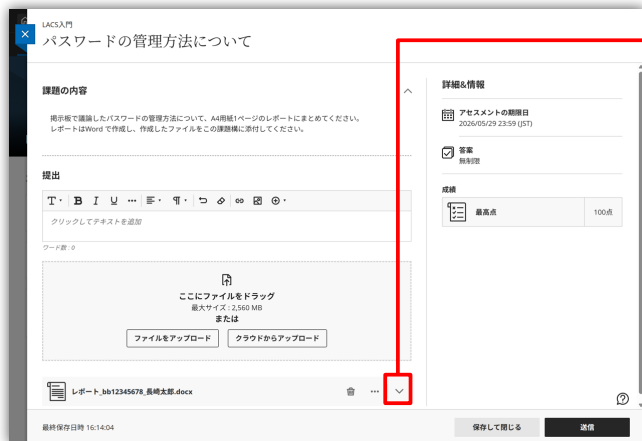 LACS入門
パスワードの管理方法について
課題の内容
掲示板で議論したパスワードの管理方法について、A4用紙1ページのレポートにまとめてください。
レポートはWord で作成し、作成したファイルをこの課題構に添付してください。
提出
T B I U
クリックしてテキストを追加
ワード数 : 0
ここにファイルをドラッグ
最大サイズ : 2,560 MB
または
ファイルをアップロード クラウドからアップロード
レポート_bb12345678_長崎太郎.docx
最終保存日時 16:14:04
詳細&情報
アセスメントの期限日
2026/05/29 23:59 (JST)
答案
無制限
成績
最高点 100点
保存して閉じる 送信